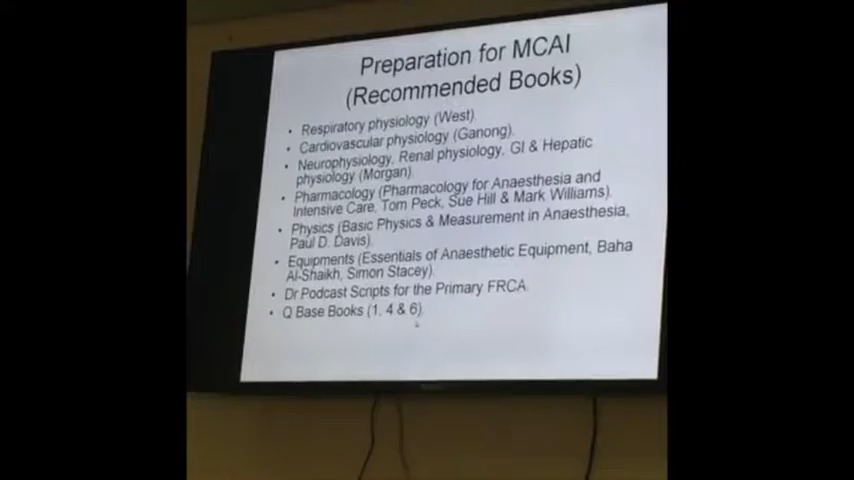 Preparation for MCAI
(Recommended Books)
• Respiratory physiology (West).
• Cardiovascular physiology (Ganong).
• Neurophysiology, Renal physiology, GI & Hepatic
physiology (Morgan).
• Pharmacology (Pharmacology for Anaesthesia and
Intensive Care, Tom Peck, Sue Hill & Mark Williams).
• Physics (Basic Physics & Measurement in Anaesthesia,
Paul D. Davis).
• Equipments (Essentials of Anaesthetic Equipment, Baha
Al-Shaikh, Simon Stacey).
• Dr Podcast Scripts for the Primary FRCA.
• Q Base Books (1, 4 & 6).